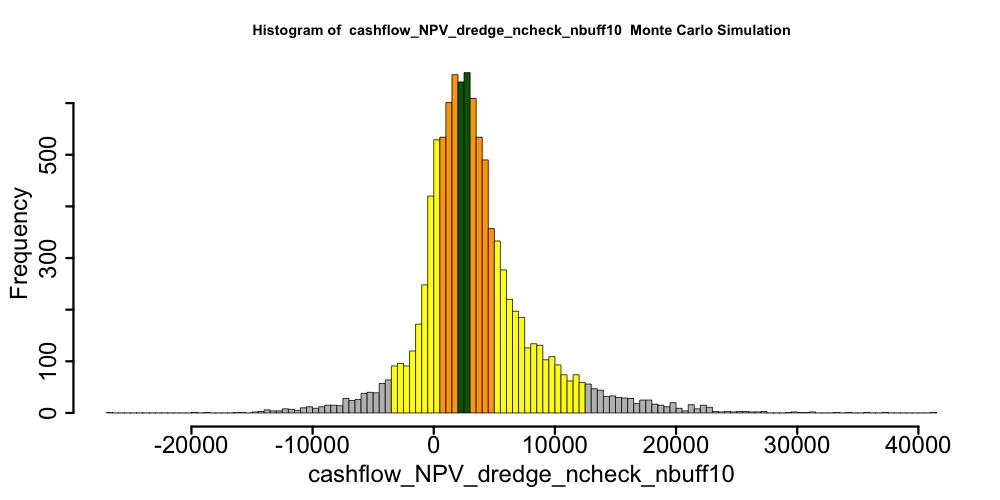 Histogram of  cashflow_NPV_dredge_ncheck_nbuff10  Monte Carlo Simulation
Frequency
500
300
100
0
-20000 -10000 0 10000 20000 30000 40000
cashflow_NPV_dredge_ncheck_nbuff10